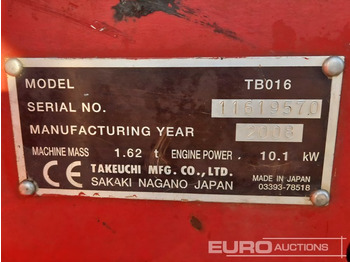 MODEL TB016
SERIAL NO. 11619570
MANUFACTURING YEAR 2008
MACHINE MASS 1.62 t ENGINE POWER 10.1 kW
CE TAKEUCHI MFG. CO., LTD.
SAKAKI NAGANO JAPAN
MADE IN JAPAN
03393-78518
EURO AUCTIONS